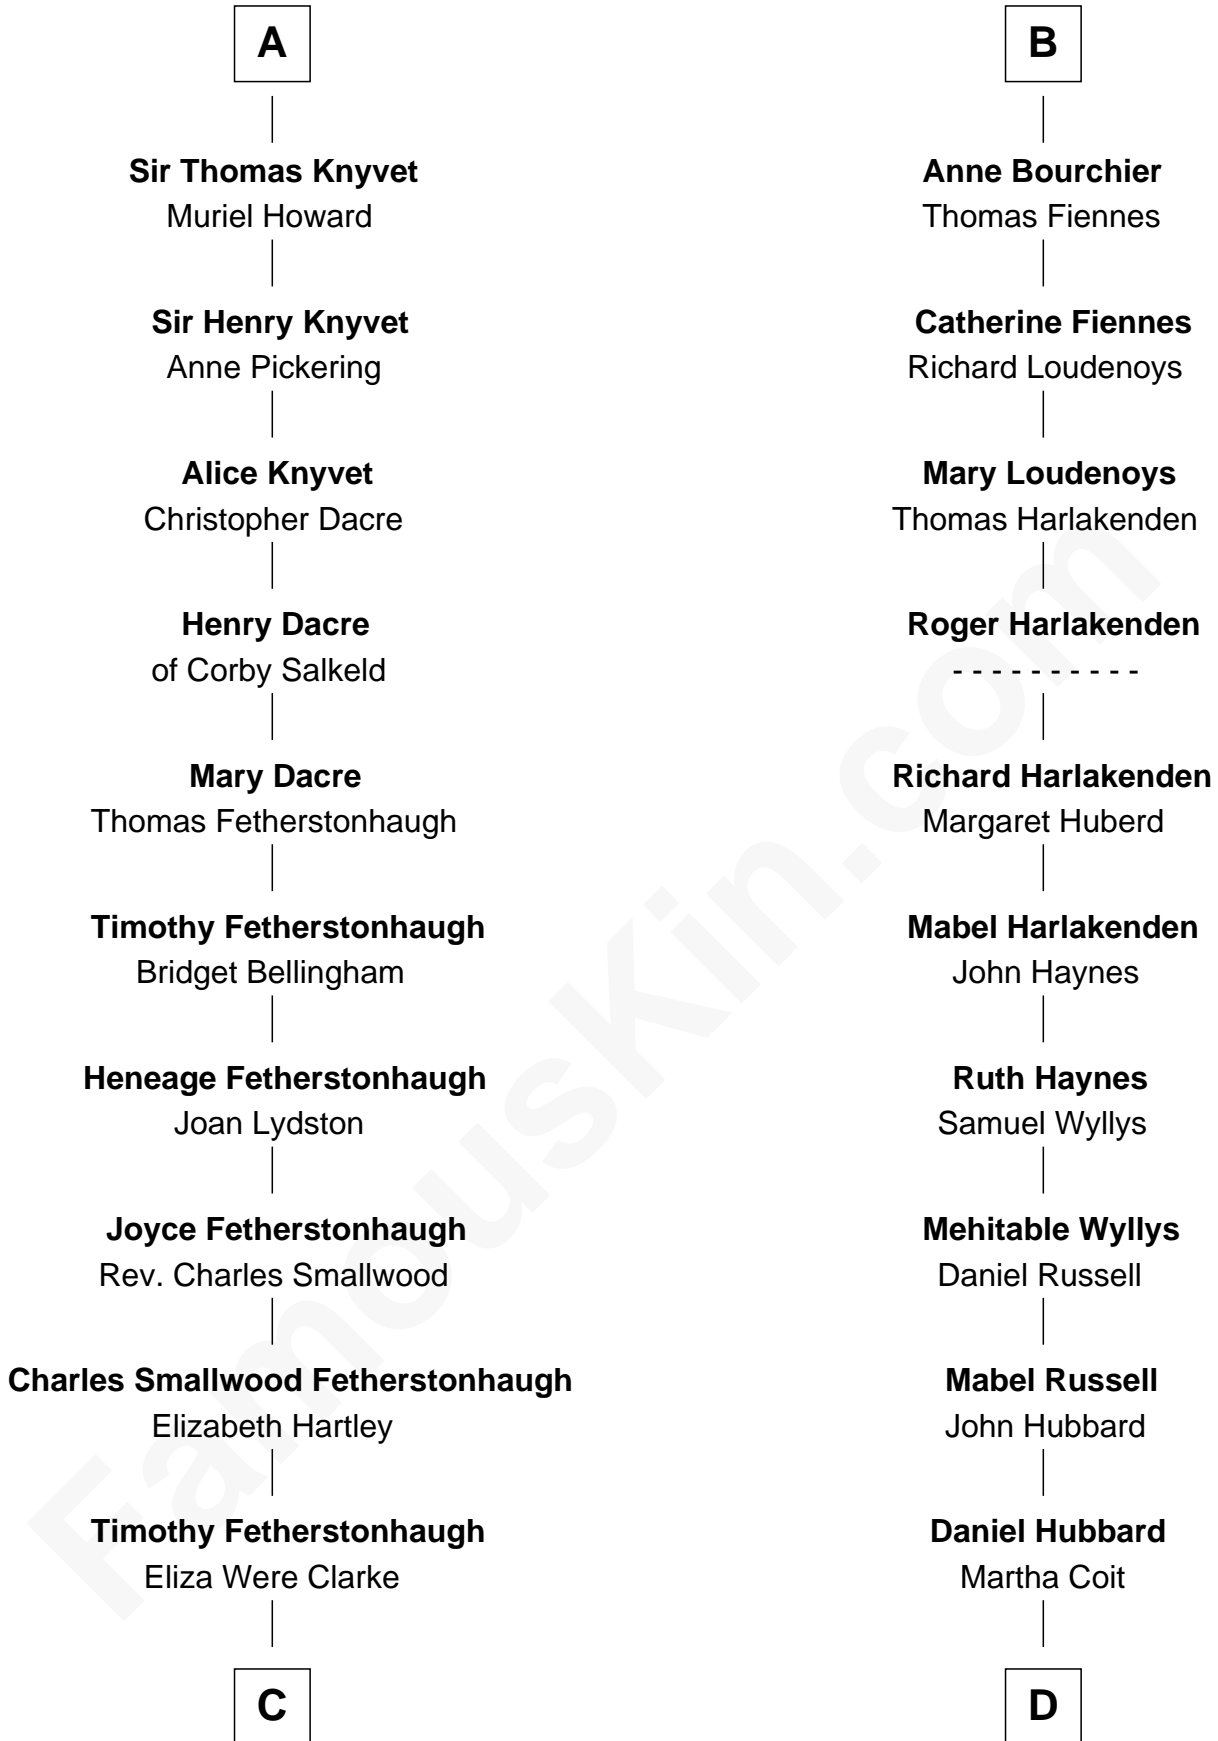 A
Sir Thomas Knyvet
Muriel Howard
Sir Henry Knyvet
Anne Pickering
Alice Knyvet
Christopher Dacre
Henry Dacre
of Corby Salkeld
Mary Dacre
Thomas Fetherstonhaugh
Timothy Fetherstonhaugh
Bridget Bellingham
Heneage Fetherstonhaugh
Joan Lydston
Joyce Fetherstonhaugh
Rev. Charles Smallwood
Charles Smallwood Fetherstonhaugh
Elizabeth Hartley
Timothy Fetherstonhaugh
Eliza Were Clarke
C
B
Anne Bourchier
Thomas Fiennes
Catherine Fiennes
Richard Loudenoys
Mary Loudenoys
Thomas Harlakenden
Roger Harlakenden
- - - - - - - - - -
Richard Harlakenden
Margaret Huberd
Mabel Harlakenden
John Haynes
Ruth Haynes
Samuel Wyllys
Mehitable Wyllys
Daniel Russell
Mabel Russell
John Hubbard
Daniel Hubbard
Martha Coit
D
FamousKin.com